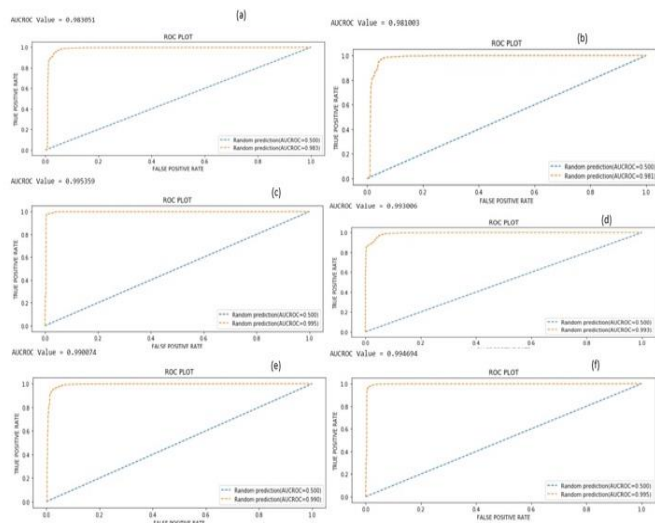 AUCROC Value = 0.983051
(a)
ROC PLOT
TRUE POSITIVE RATE
1.0
0.8
0.6
0.4
0.2
0.0
Random prediction(AUCROC=0.500)
Random prediction(AUCROC=0.983)
0.0 0.2 0.4 0.6 0.8 1.0
FALSE POSITIVE RATE
AUCROC Value = 0.981003
(b)
ROC PLOT
TRUE POSITIVE RATE
1.0
0.8
0.6
0.4
0.2
0.0
Random prediction(AUCROC=0.500)
Random prediction(AUCROC=0.981)
0.0 0.2 0.4 0.6 0.8 1.0
FALSE POSITIVE RATE
AUCROC Value = 0.995359
(c)
ROC PLOT
TRUE POSITIVE RATE
1.0
0.8
0.6
0.4
0.2
0.0
Random prediction(AUCROC=0.500)
Random prediction(AUCROC=0.995)
0.0 0.2 0.4 0.6 0.8 1.0
FALSE POSITIVE RATE
AUCROC Value = 0.993006
(d)
ROC PLOT
TRUE POSITIVE RATE
1.0
0.8
0.6
0.4
0.2
0.0
Random prediction(AUCROC=0.500)
Random prediction(AUCROC=0.993)
0.0 0.2 0.4 0.6 0.8 1.0
AUCROC Value = 0.990074
(e)
ROC PLOT
TRUE POSITIVE RATE
1.0
0.8
0.6
0.4
0.2
0.0
Random prediction(AUCROC=0.500)
Random prediction(AUCROC=0.990)
0.0 0.2 0.4 0.6 0.8 1.0
FALSE POSITIVE RATE
AUCROC Value = 0.994694
(f)
ROC PLOT
TRUE POSITIVE RATE
1.0
0.8
0.6
0.4
0.2
0.0
Random prediction(AUCROC=0.500)
Random prediction(AUCROC=0.995)
0.0 0.2 0.4 0.6 0.8 1.0
FALSE POSITIVE RATE